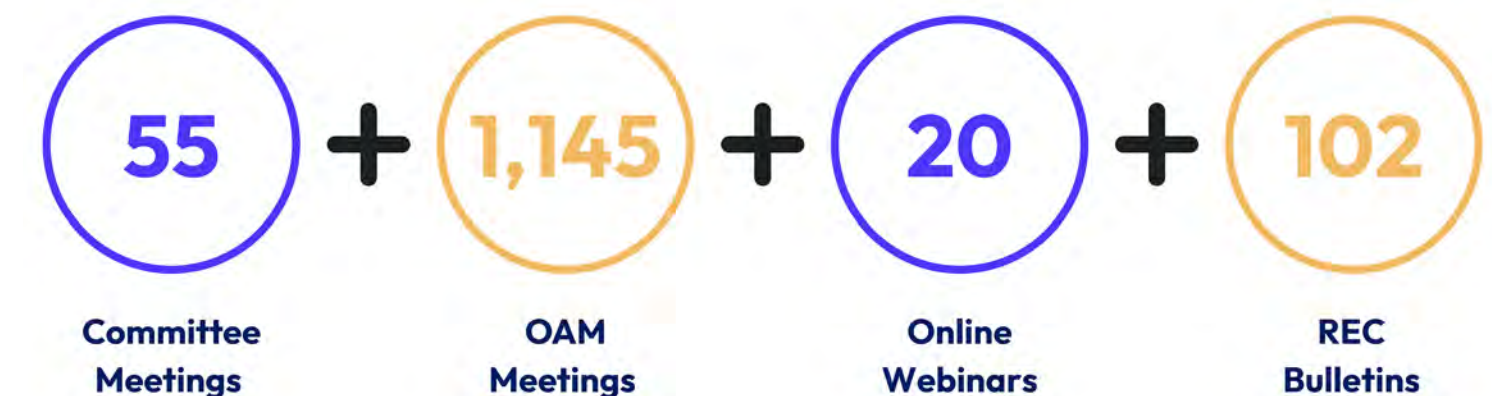 55 + 1,145 + 20 + 102
Committee Meetings
OAM Meetings
Online Webinars
REC Bulletins